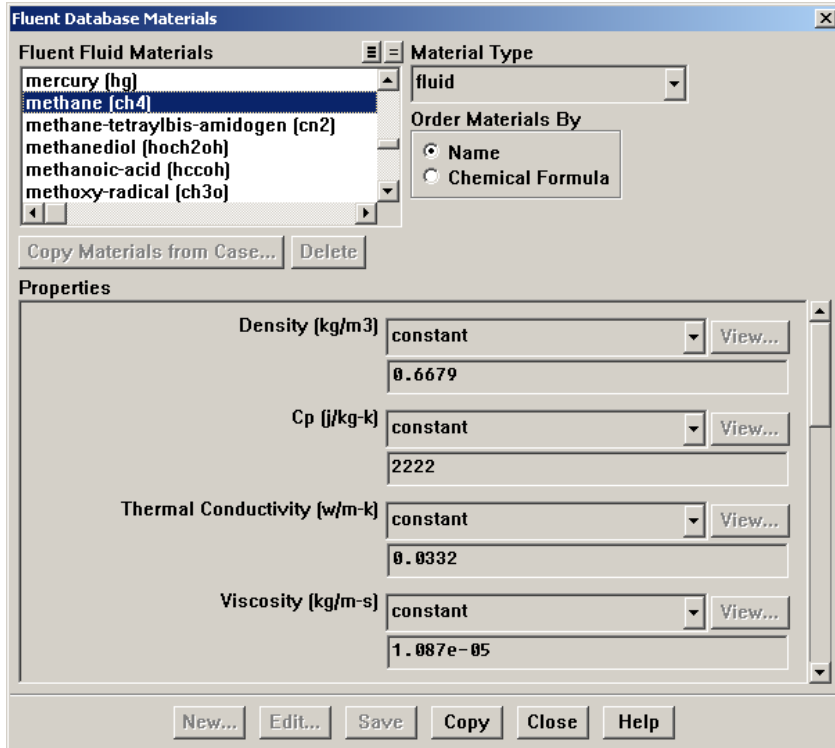 Fluent Database Materials
Fluent Fluid Materials
mercury (hg)
methane (ch4)
methane-tetraylbis-amidogen (cn2)
methanediol (hoch2oh)
methanoic-acid (hccoh)
methoxy-radical (ch3o)
Material Type
fluid
Order Materials By
Name
Chemical Formula
Copy Materials from Case... Delete
Properties
Density (kg/m3) constant View...
0.6679
Cp (j/kg-k) constant View...
2222
Thermal Conductivity (w/m-k) constant View...
0.0332
Viscosity (kg/m-s) constant View...
1.087e-05
New... Edit... Save Copy Close Help